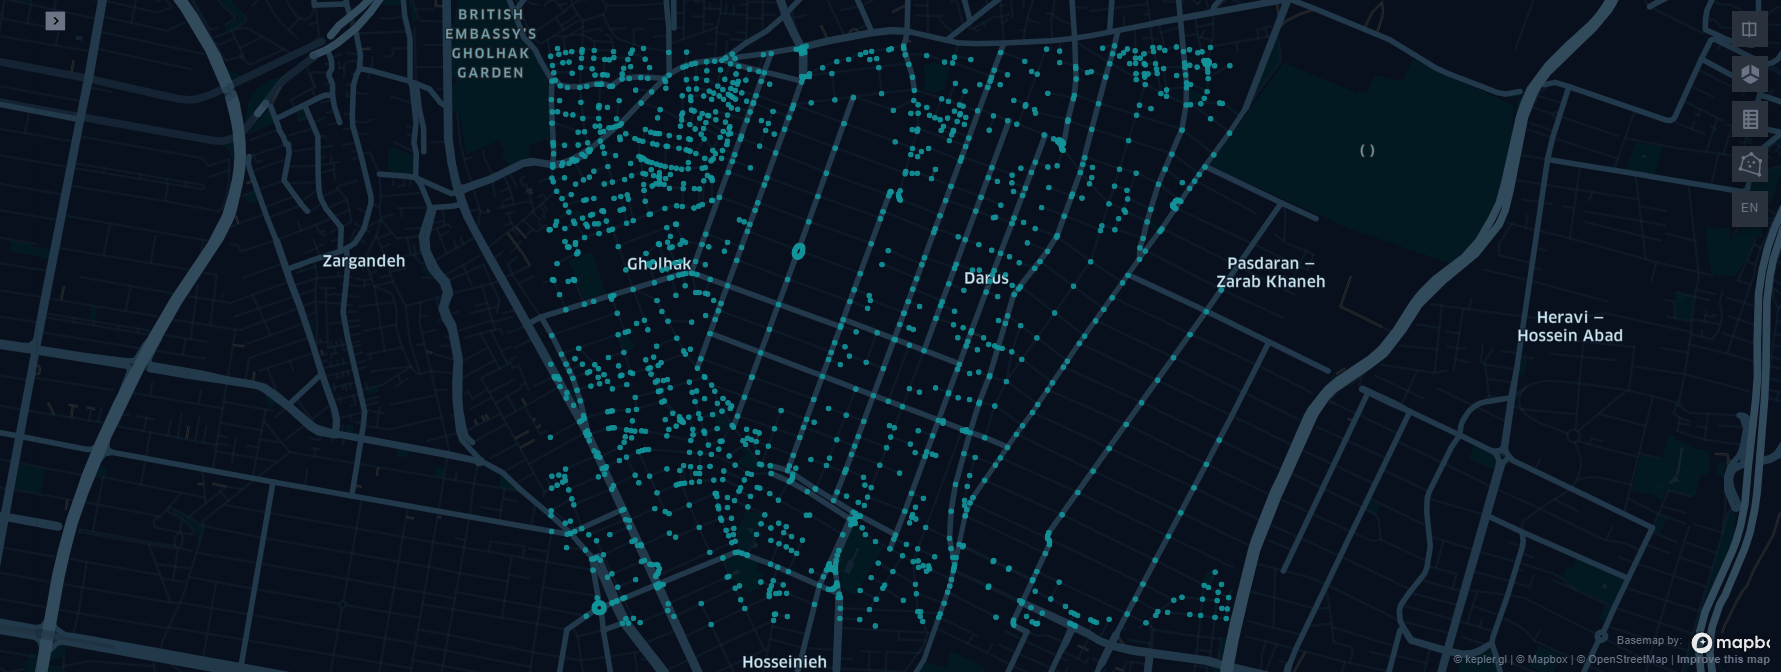 BRITISH
EMBASSY'S
GHOLHAK
GARDEN
( )
EN
Zargandeh
Gholhak
Darus
Pasdaran –
Zarab Khaneh
Heravi –
Hossein Abad
Hosseinieh
Basemap by:
mapbo
© kepler.gl | © Mapbox | © OpenStreetMap | Improve this map